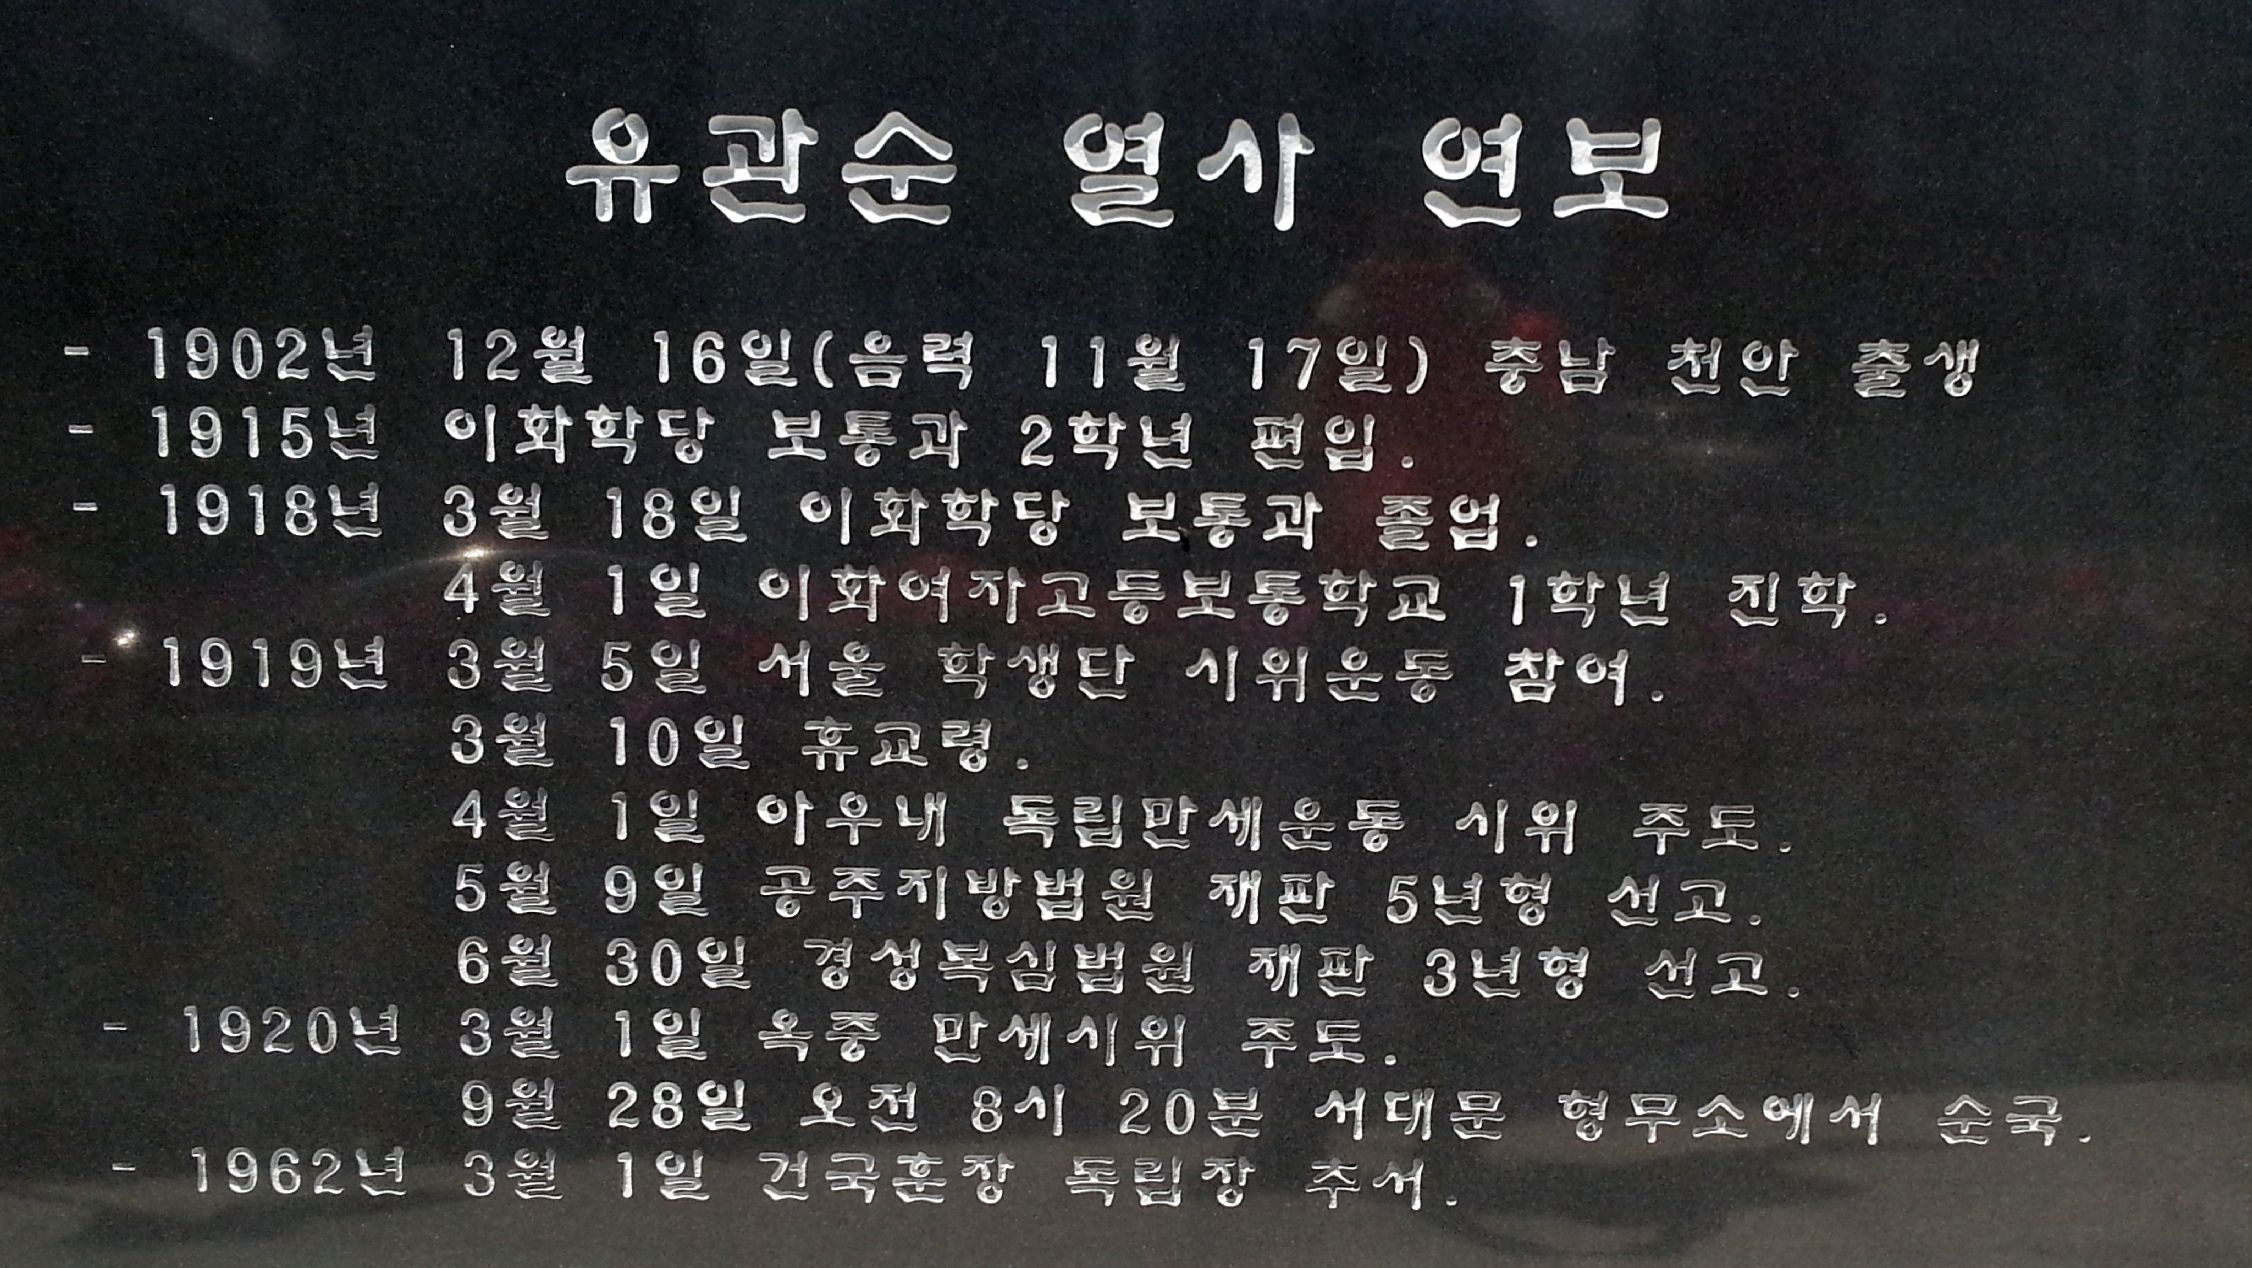 유관순 열사 연보
- 1902년 12월 16일(음력 11월 17일) 충남 천안 출생
- 1915년 이화학당 보통과 2학년 편입.
- 1918년 3월 18일 이화학당 보통과 졸업.
4월 1일 이화여자고등보통학교 1학년 진학.
- 1919년 3월 5일 서울 학생단 시위운동 참여.
3월 10일 휴교령.
4월 1일 아우내 독립만세운동 시위 주도.
5월 9일 공주지방법원 재판 5년형 선고.
6월 30일 경성복심법원 재판 3년형 선고.
- 1920년 3월 1일 옥중 만세시위 주도.
9월 28일 오전 8시 20분 서대문 형무소에서 순국.
- 1962년 3월 1일 건국훈장 독립장 추서.